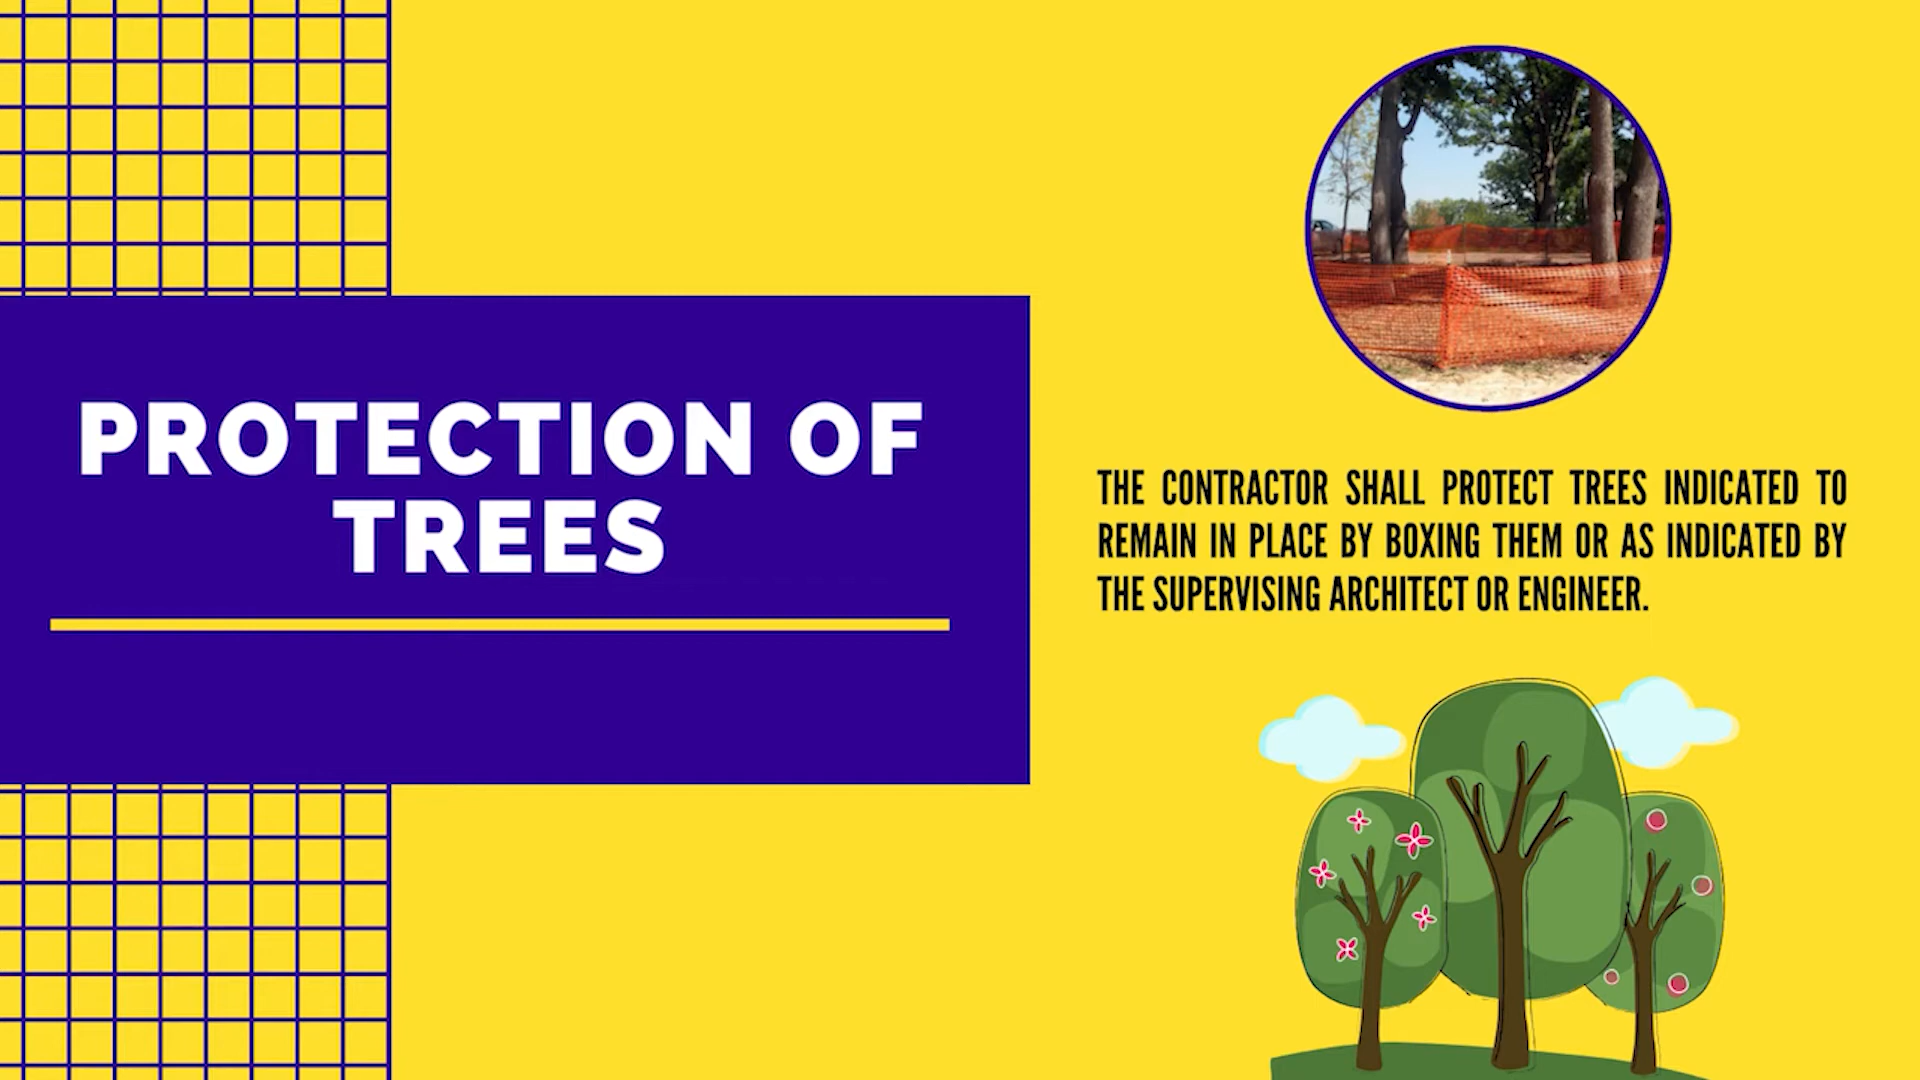 PROTECTION OF
TREES
THE CONTRACTOR SHALL PROTECT TREES INDICATED TO
REMAIN IN PLACE BY BOXING THEM OR AS INDICATED BY
THE SUPERVISING ARCHITECT OR ENGINEER.